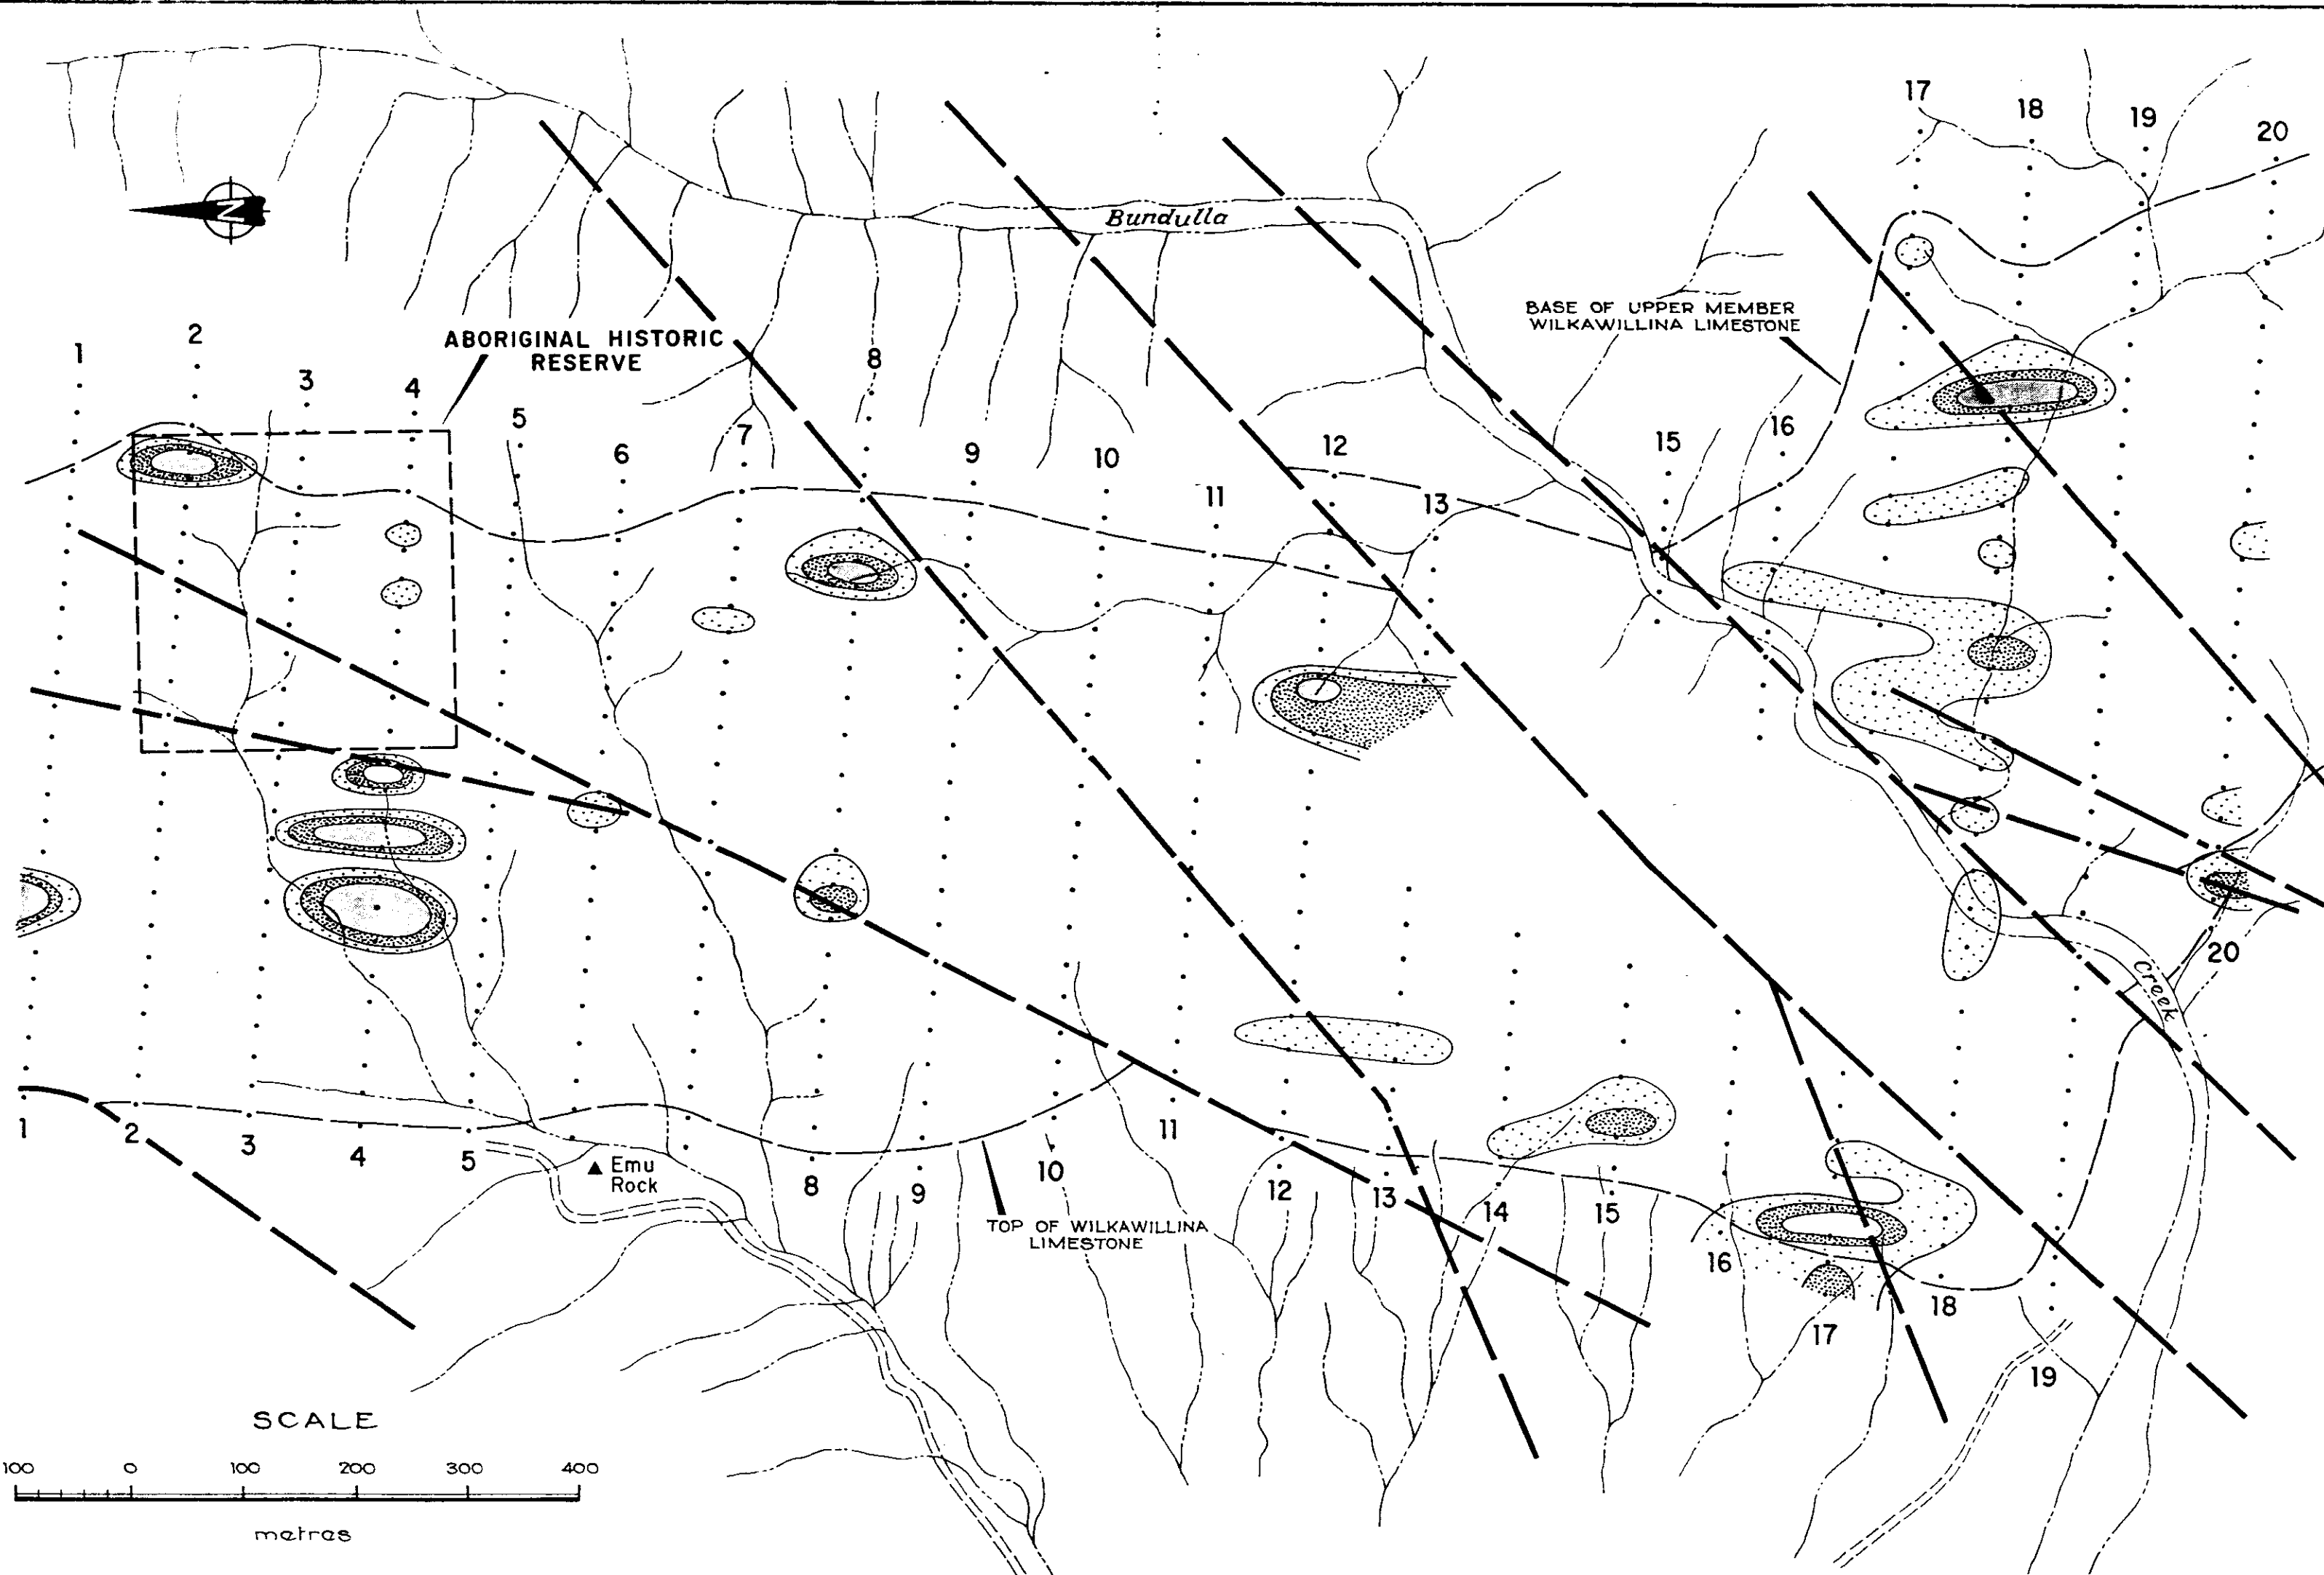 17
18
19
20
N
Bundulla
BASE OF UPPER MEMBER
WILKAWILLINA LIMESTONE
ABORIGINAL HISTORIC
RESERVE
1
2
3
4
5
6
7
8
9
10
11
12
13
15
16
20
Creek
1
2
3
4
5
Emu
Rock
8
9
10
11
12
13
14
15
16
17
18
19
TOP OF WILKAWILLINA
LIMESTONE
SCALE
100 0 100 200 300 400
metres